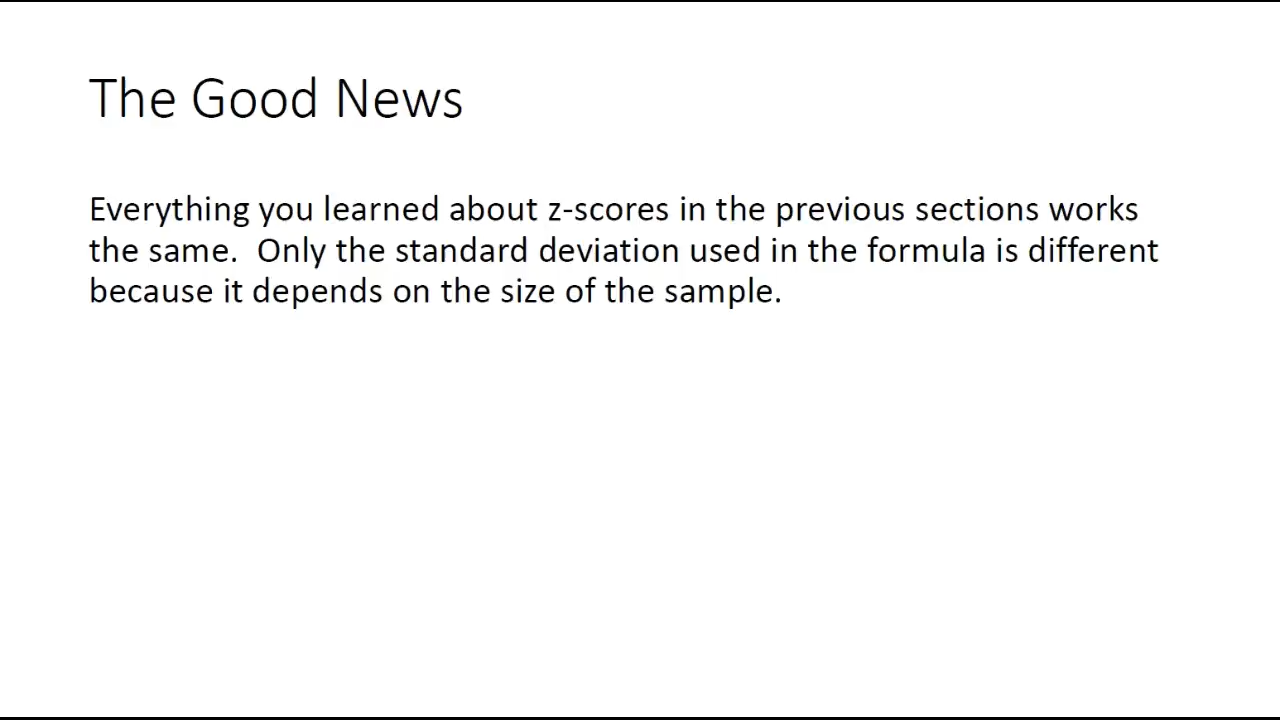 The Good News
Everything you learned about z-scores in the previous sections works
the same.  Only the standard deviation used in the formula is different
because it depends on the size of the sample.